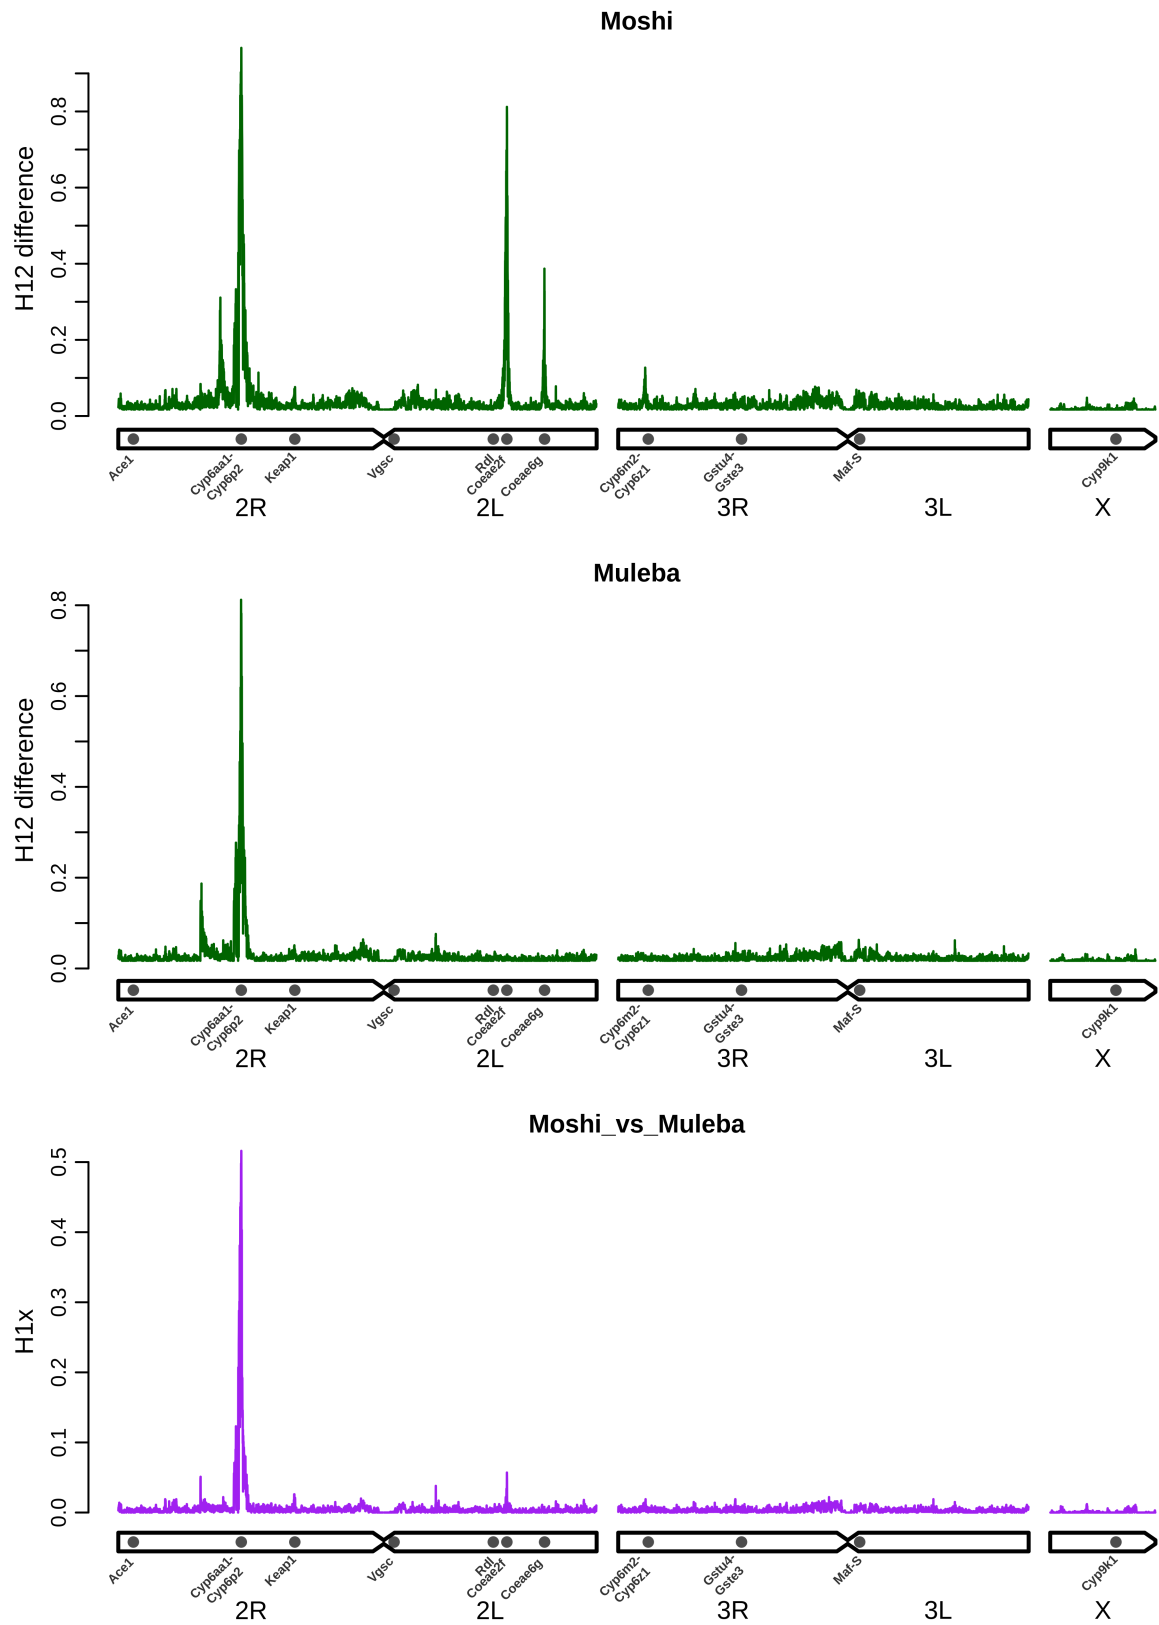 Moshi
H12 difference
0.0 0.2 0.4 0.6 0.8
Ace1
Cyp6aa1-
Cyp6p2
Keap1
Vgsc
Rdl
Coeae2f
Coeae6g
Cyp6m2-
Cyp6z1
Gstu4-
Gste3
Maf-S
Cyp9k1
2R 2L 3R 3L X
Muleba
H12 difference
0.0 0.2 0.4 0.6 0.8
Ace1
Cyp6aa1-
Cyp6p2
Keap1
Vgsc
Rdl
Coeae2f
Coeae6g
Cyp6m2-
Cyp6z1
Gstu4-
Gste3
Maf-S
Cyp9k1
2R 2L 3R 3L X
Moshi_vs_Muleba
H1x
0.0 0.1 0.2 0.3 0.4 0.5
Ace1
Cyp6aa1-
Cyp6p2
Keap1
Vgsc
Rdl
Coeae2f
Coeae6g
Cyp6m2-
Cyp6z1
Gstu4-
Gste3
Maf-S
Cyp9k1
2R 2L 3R 3L X